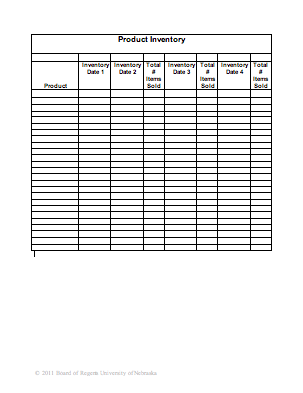 Product Inventory
Product
Inventory Date 1
Inventory Date 2
Total # Items Sold
Inventory Date 3
Total # Items Sold
Inventory Date 4
Total # Items Sold
© 2011 Board of Regents University of Nebraska